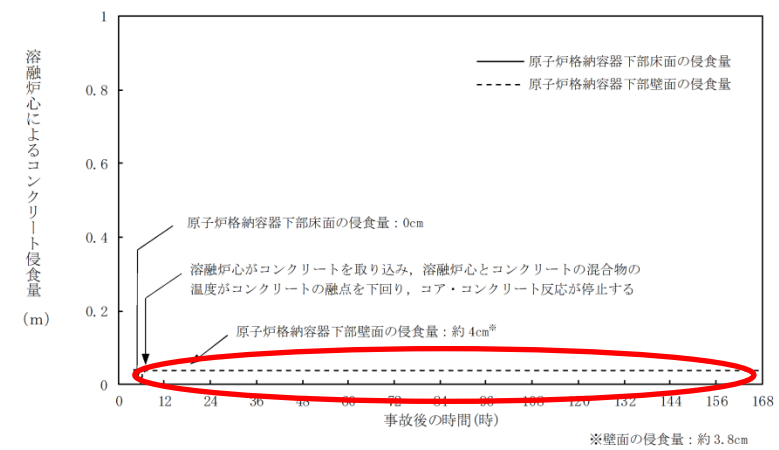 1
0.8
0.6
0.4
0.2
0
溶融炉心によるコンクリート侵食量
(m)
原子炉格納容器下部床面の侵食量
原子炉格納容器下部壁面の侵食量
原子炉格納容器下部床面の侵食量：0cm
溶融炉心がコンクリートを取り込み，溶融炉心とコンクリートの混合物の
温度がコンクリートの融点を下回り，コア・コンクリート反応が停止する
原子炉格納容器下部壁面の侵食量：約4cm※
0 12 24 36 48 60 72 84 96 108 120 132 144 156 168
事故後の時間(時)
※壁面の侵食量：約3.8cm